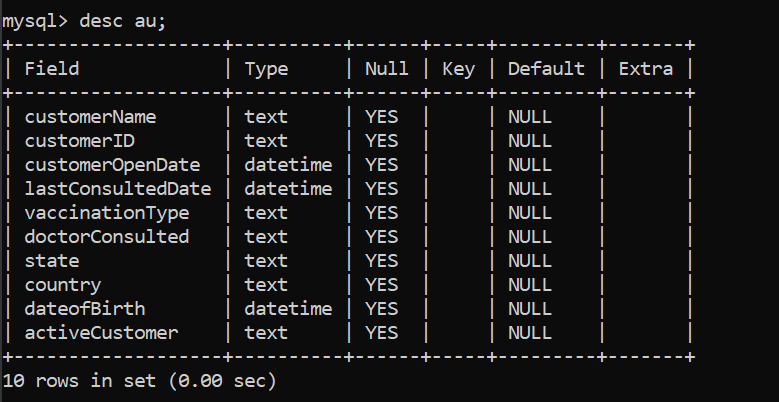 mysql> desc au;
+-------------------+----------+------+-----+---------+-------+
| Field             | Type     | Null | Key | Default | Extra |
+-------------------+----------+------+-----+---------+-------+
| customerName      | text     | YES  |     | NULL    |       |
| customerID        | text     | YES  |     | NULL    |       |
| customerOpenDate  | datetime | YES  |     | NULL    |       |
| lastConsultedDate | datetime | YES  |     | NULL    |       |
| vaccinationType   | text     | YES  |     | NULL    |       |
| doctorConsulted   | text     | YES  |     | NULL    |       |
| state             | text     | YES  |     | NULL    |       |
| country           | text     | YES  |     | NULL    |       |
| dateofBirth       | datetime | YES  |     | NULL    |       |
| activeCustomer    | text     | YES  |     | NULL    |       |
+-------------------+----------+------+-----+---------+-------+
10 rows in set (0.00 sec)